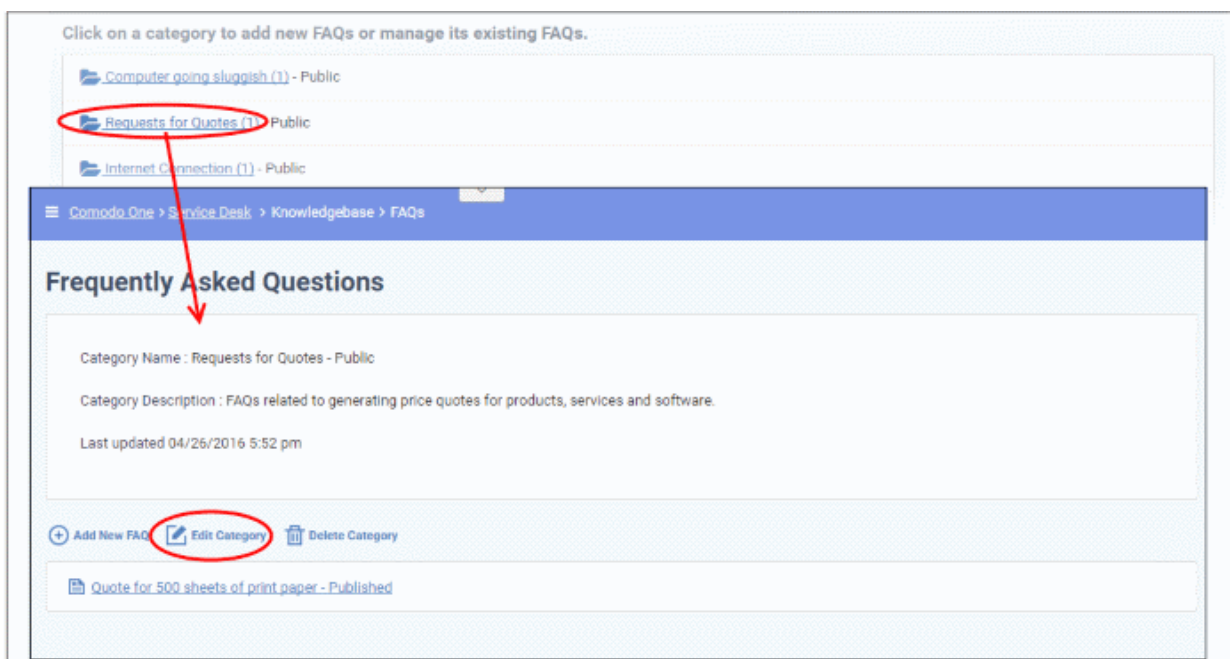 Click on a category to add new FAQs or manage its existing FAQs.
Computer going sluggish (1) - Public
Requests for Quotes (1) Public
Internet Connection (1) - Public
Comodo One > Service Desk > Knowledgebase > FAQs
Frequently Asked Questions
Category Name : Requests for Quotes - Public
Category Description : FAQs related to generating price quotes for products, services and software.
Last updated 04/26/2016 5:52 pm
Add New FAQ Edit Category Delete Category
Quote for 500 sheets of print paper - Published